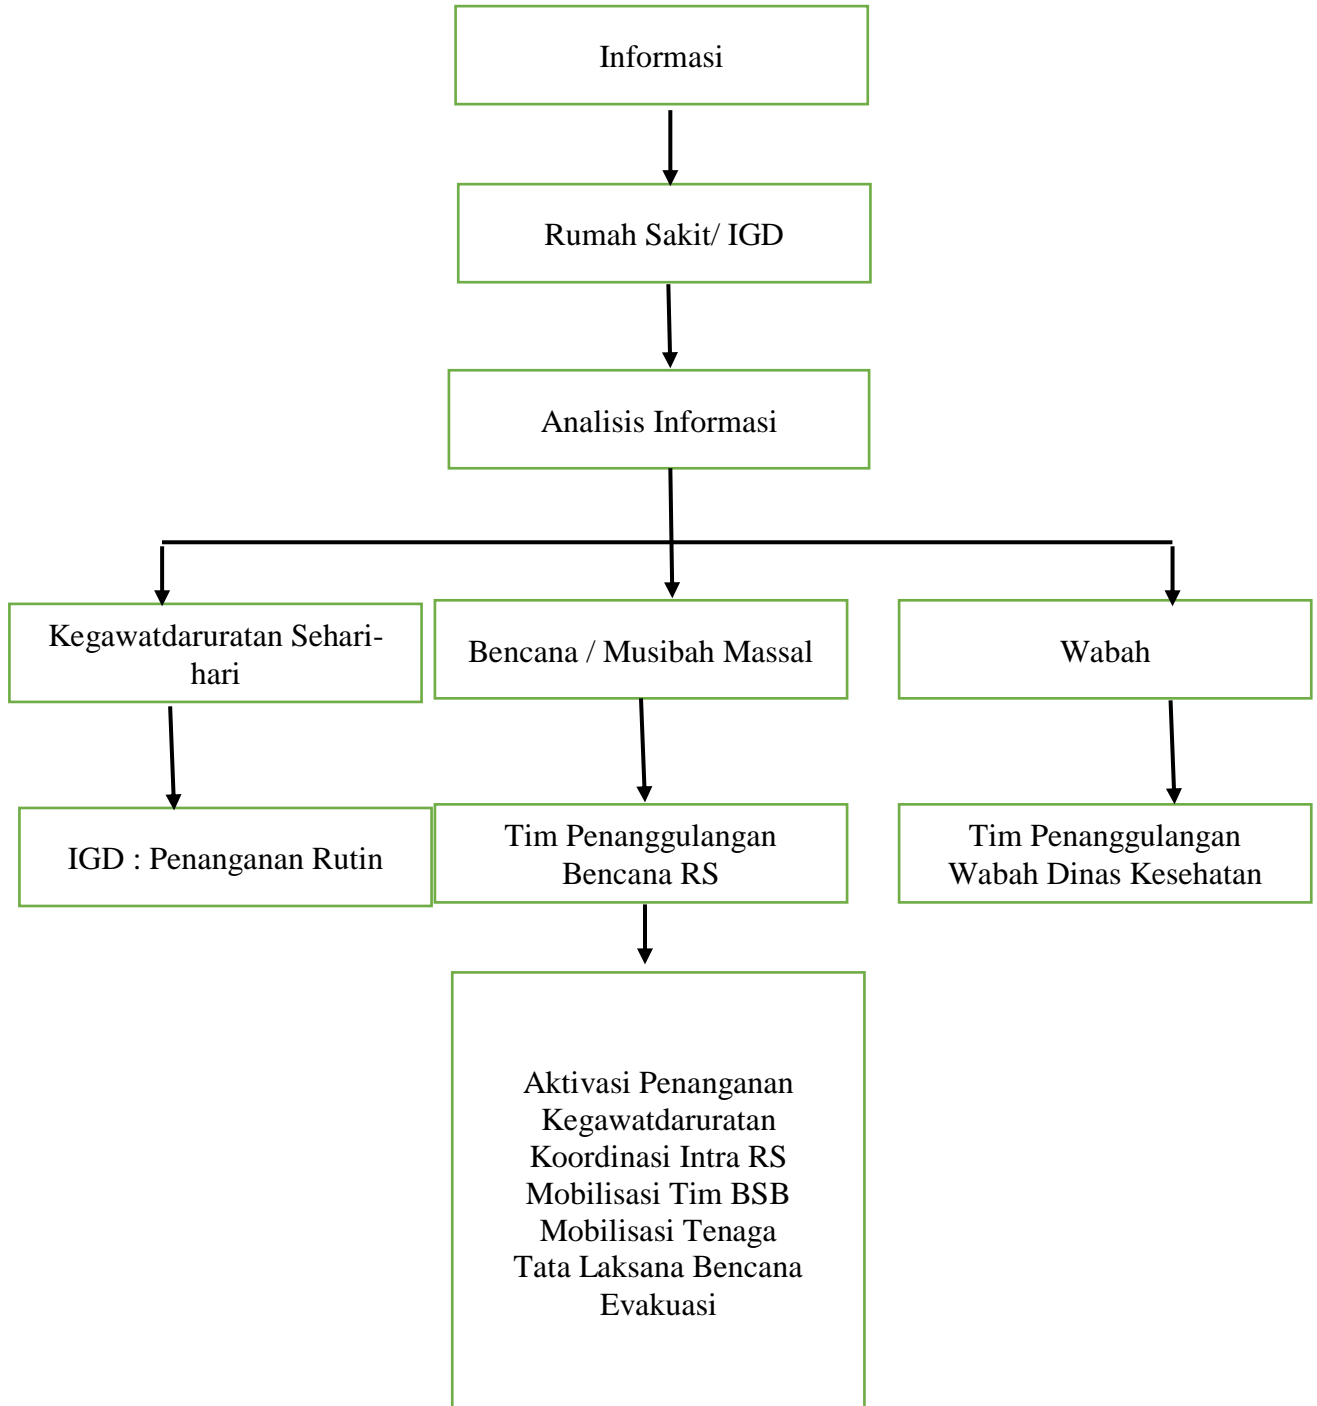 Informasi
Rumah Sakit/ IGD
Analisis Informasi
Kegawatdaruratan Sehari-
hari
Bencana / Musibah Massal
Wabah
IGD : Penanganan Rutin
Tim Penanggulangan
Bencana RS
Tim Penanggulangan
Wabah Dinas Kesehatan
Aktivasi Penanganan
Kegawatdaruratan
Koordinasi Intra RS
Mobilisasi Tim BSB
Mobilisasi Tenaga
Tata Laksana Bencana
Evakuasi